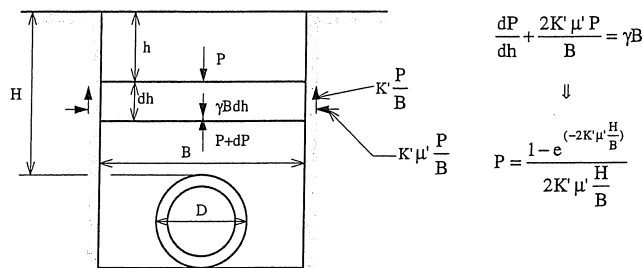 h
P
H
dh
γBdh
P+dP
B
D
K' P/B
K' μ' P/B
dP/dh + 2K' μ' P/B = γB
⇓
P = (1 − e^(-2K'μ' H/B)) / (2K' μ' H/B)